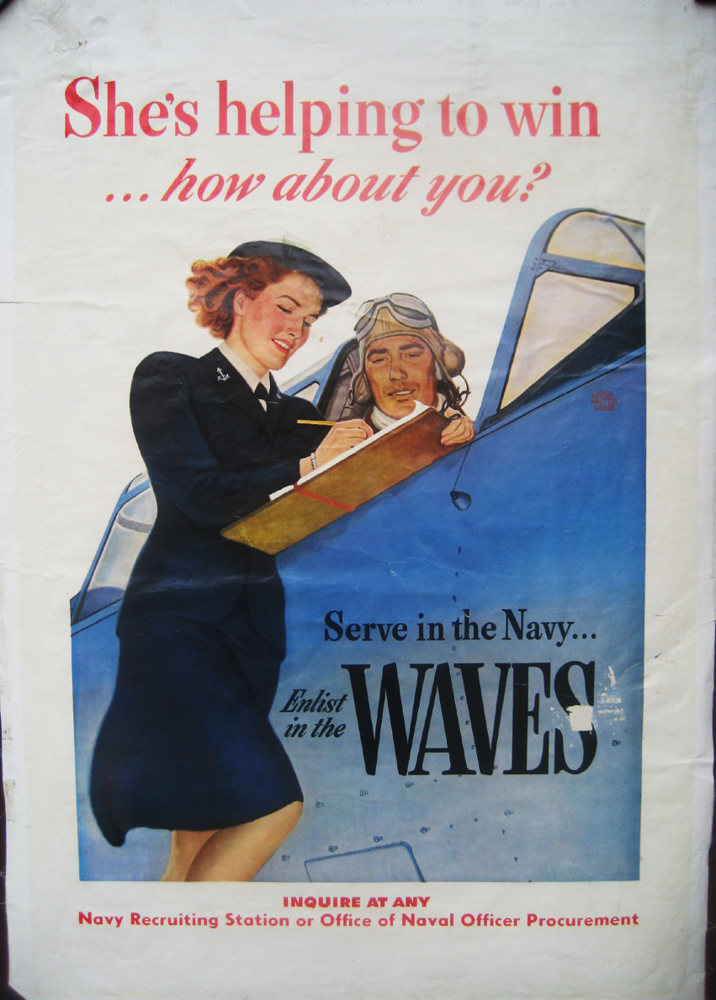 She's helping to win
...how about you?
Serve in the Navy...
Enlist
in the
WAVES
INQUIRE AT ANY
Navy Recruiting Station or Office of Naval Officer Procurement